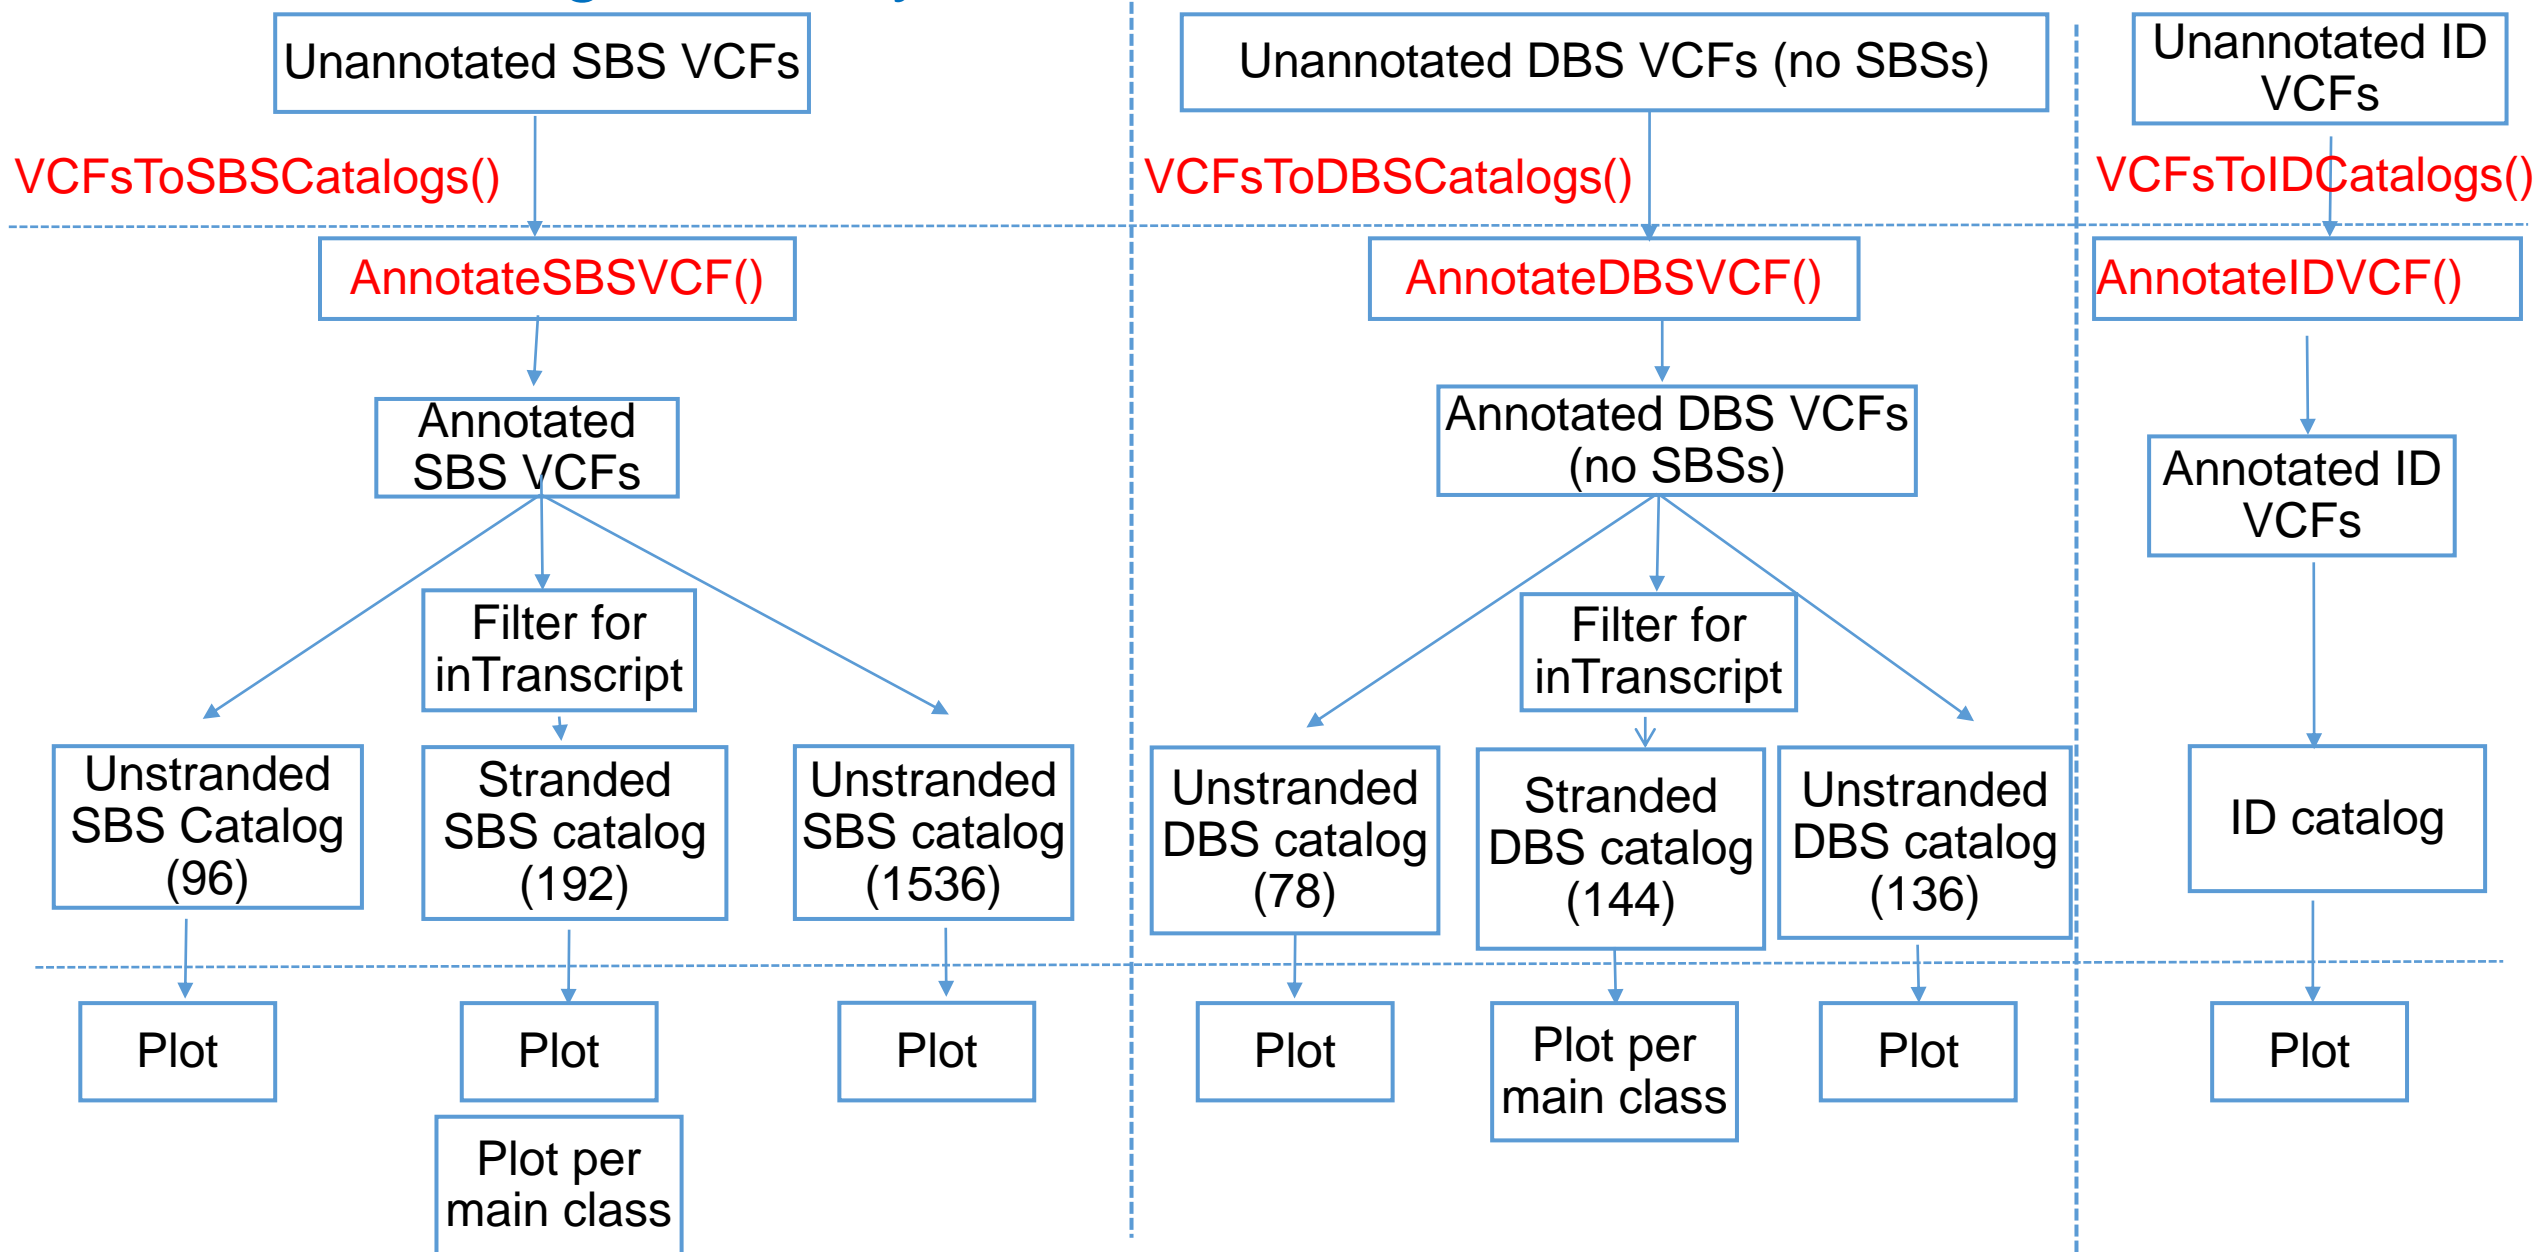 Unannotated SBS VCFs
Unannotated DBS VCFs (no SBSs)
Unannotated ID
VCFs
VCFsToSBSCatalogs()
VCFsToDBSCatalogs()
VCFsToIDCatalogs()
AnnotateSBSVCF()
AnnotateDBSVCF()
AnnotateIDVCF()
Annotated
SBS VCFs
Annotated DBS VCFs
(no SBSs)
Annotated ID
VCFs
Filter for
inTranscript
Filter for
inTranscript
Unstranded
SBS Catalog
(96)
Stranded
SBS catalog
(192)
Unstranded
SBS catalog
(1536)
Unstranded
DBS catalog
(78)
Stranded
DBS catalog
(144)
Unstranded
DBS catalog
(136)
ID catalog
Plot
Plot
Plot
Plot
Plot per
main class
Plot
Plot
Plot per
main class